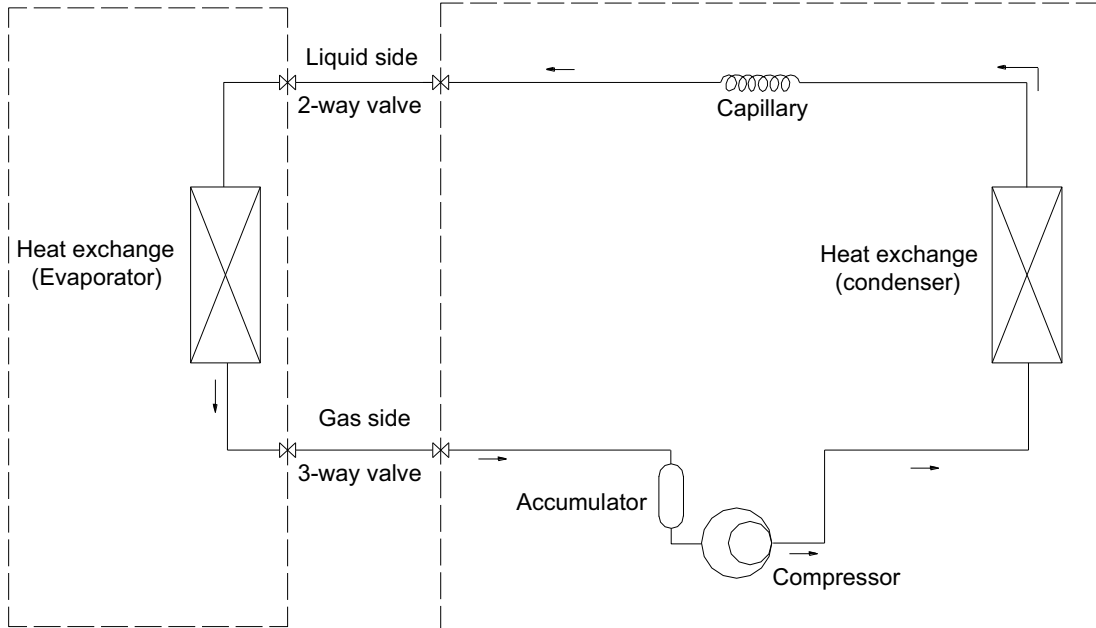 Liquid side
2-way valve
Capillary
Heat exchange
(Evaporator)
Heat exchange
(condenser)
Gas side
3-way valve
Accumulator
Compressor